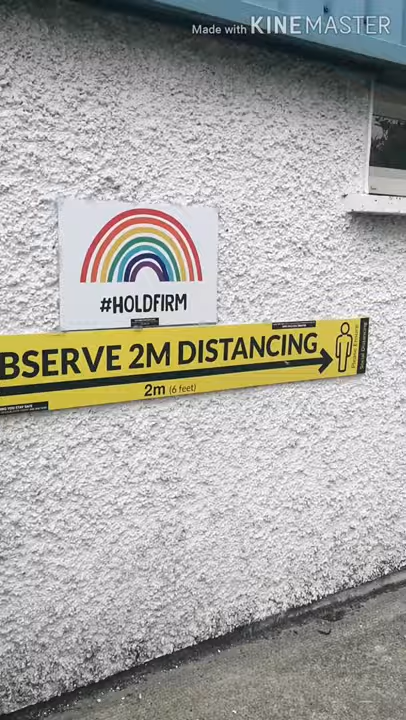 Made with KINEMASTER
#HOLDFIRM
BSERVE 2M DISTANCING
2m (6 feet)